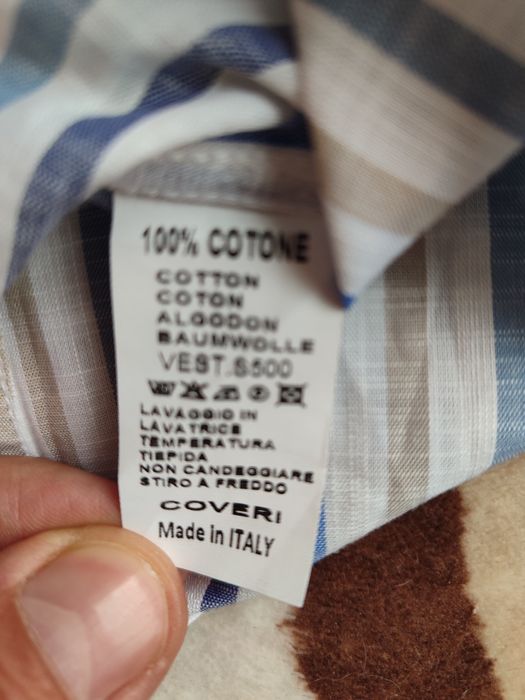 100% COTONE
COTTON
COTON
ALGODON
BAUMWOLLE
VEST.S500
LAVAGGIO IN
LAVATRICE
TEMPERATURA
TIEPIDA
NON CANDEGGIARE
STIRO A FREDDO
COVERI
Made in ITALY